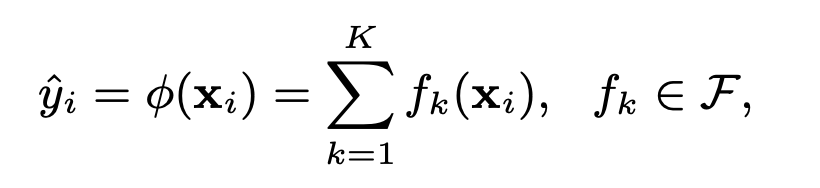 ŷᵢ = ϕ(𝐱ᵢ) = ∑ₖ₌₁ᴷ fₖ(𝐱ᵢ), fₖ ∈ ℱ,